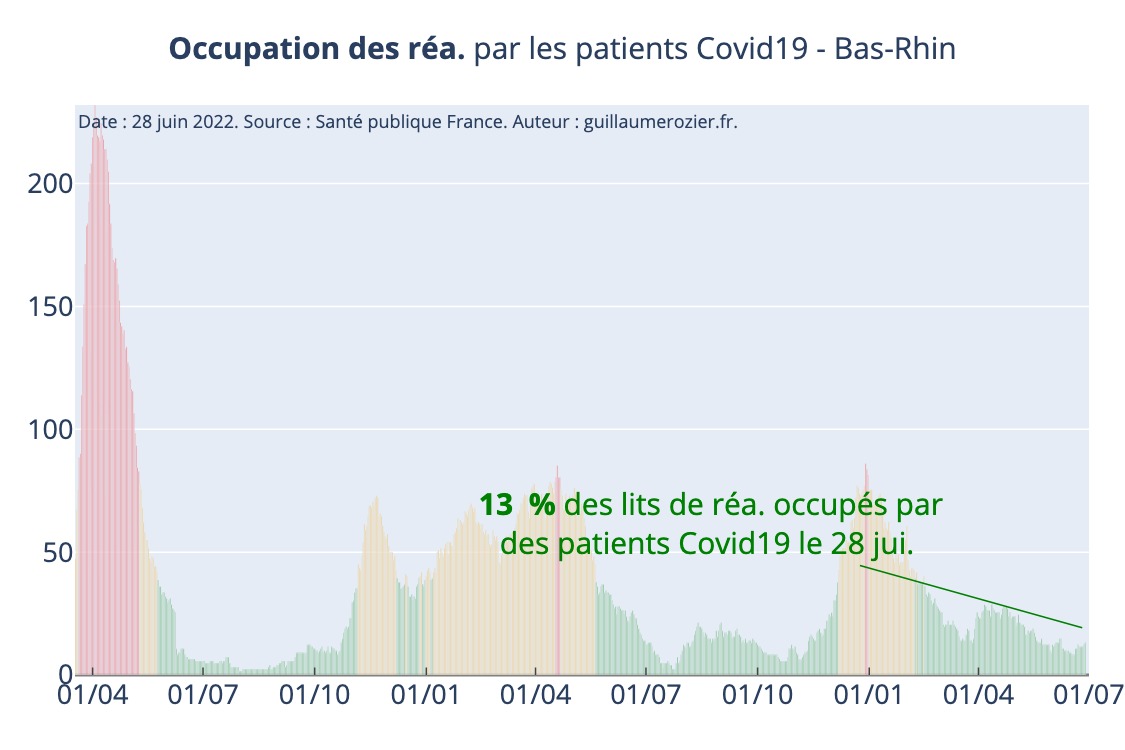 Occupation des réa. par les patients Covid19 - Bas-Rhin
Date : 28 juin 2022. Source : Santé publique France. Auteur : guillaumerozier.fr.
200
150
100
50
0
13 % des lits de réa. occupés par
des patients Covid19 le 28 jui.
01/04 01/07 01/10 01/01 01/04 01/07 01/10 01/01 01/04 01/07